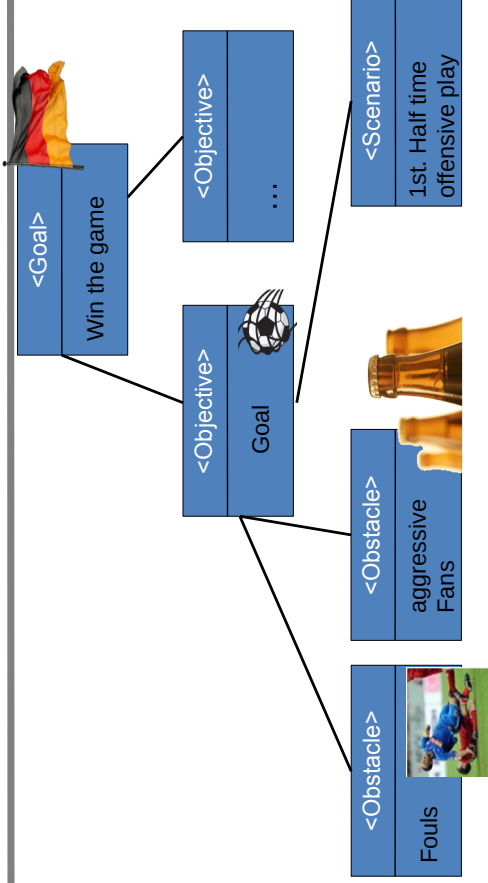 <Goal>
Win the game
<Objective>
Goal
<Objective>
...
<Obstacle>
Fouls
<Obstacle>
aggressive
Fans
<Scenario>
1st. Half time
offensive play